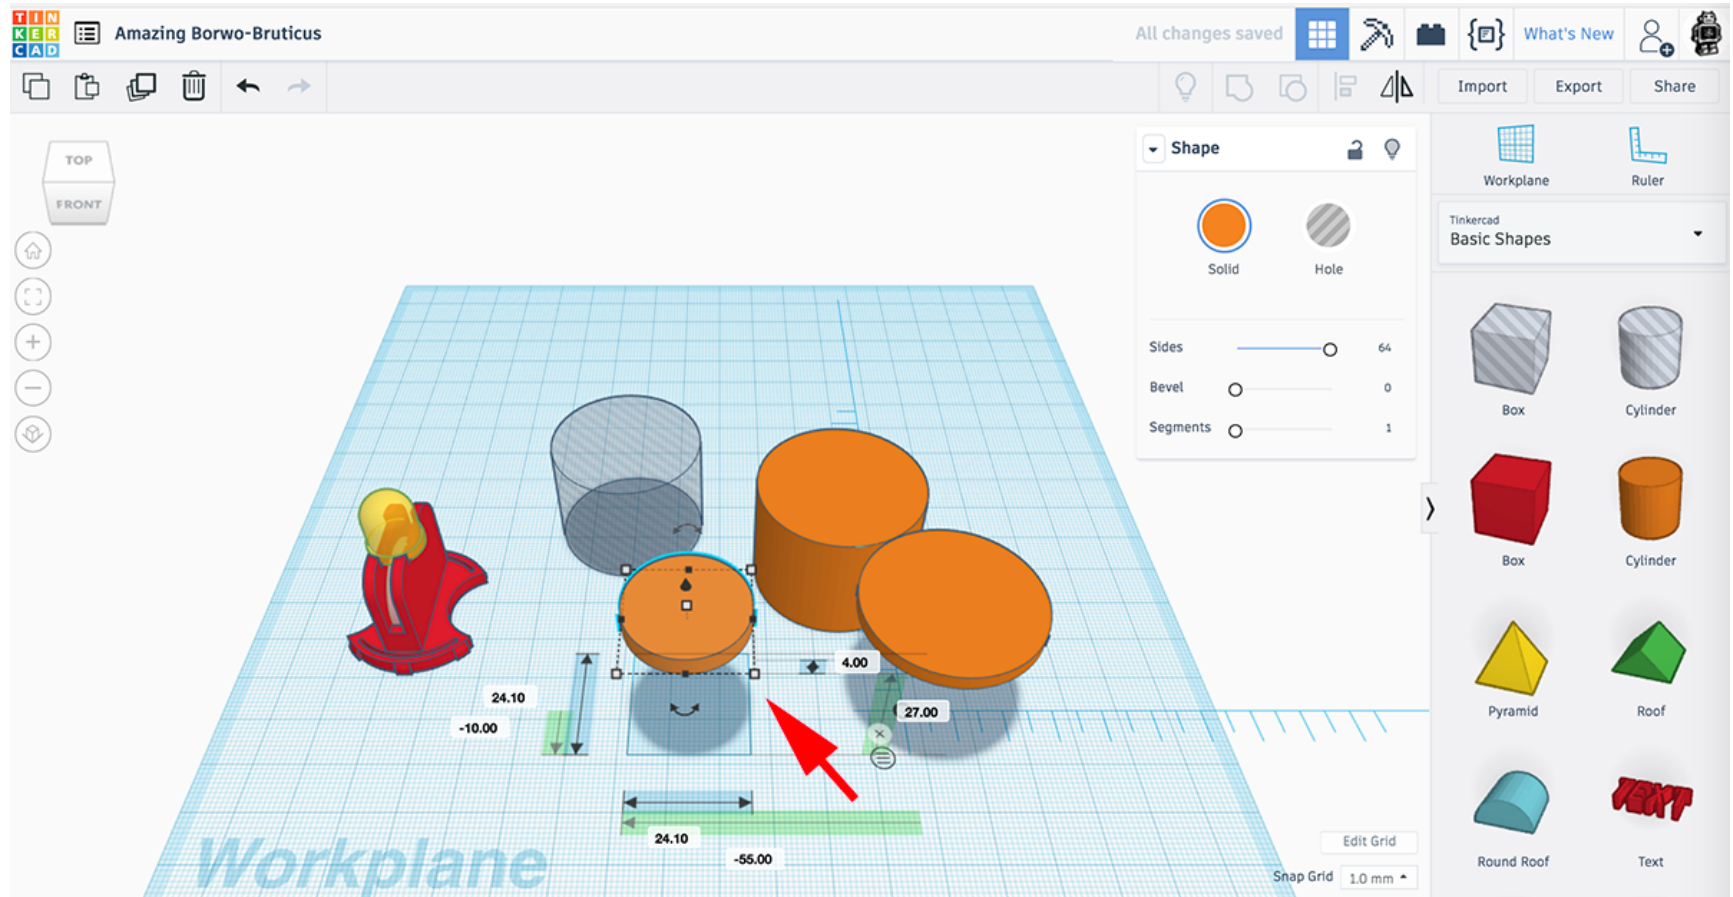 TIN
KER
CAD
Amazing Borwo-Bruticus
All changes saved
What's New
Import
Export
Share
TOP
FRONT
Shape
Solid
Hole
Sides
64
Bevel
0
Segments
1
Workplane
Ruler
Tinkercad
Basic Shapes
Box
Cylinder
Box
Cylinder
Pyramid
Roof
Round Roof
TEXT
Text
4.00
24.10
-10.00
27.00
24.10
-55.00
Workplane
Edit Grid
Snap Grid
1.0 mm